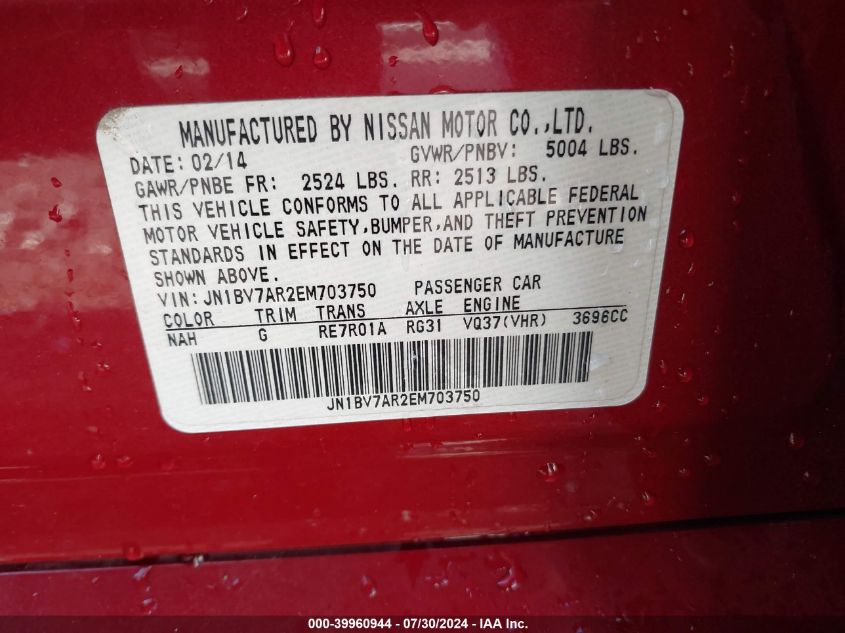 MANUFACTURED BY NISSAN MOTOR CO.,LTD.
DATE: 02/14 GVWR/PNBV: 5004 LBS.
GAWR/PNBE FR: 2524 LBS. RR: 2513 LBS.
THIS VEHICLE CONFORMS TO ALL APPLICABLE FEDERAL
MOTOR VEHICLE SAFETY,BUMPER,AND THEFT PREVENTION
STANDARDS IN EFFECT ON THE DATE OF MANUFACTURE
SHOWN ABOVE.
VIN: JN1BV7AR2EM703750 PASSENGER CAR
COLOR TRIM TRANS AXLE ENGINE
NAH G RE7R01A RG31 VQ37(VHR) 3696CC
JN1BV7AR2EM703750
000-39960944 / 07/30/2024 - IAA Inc.